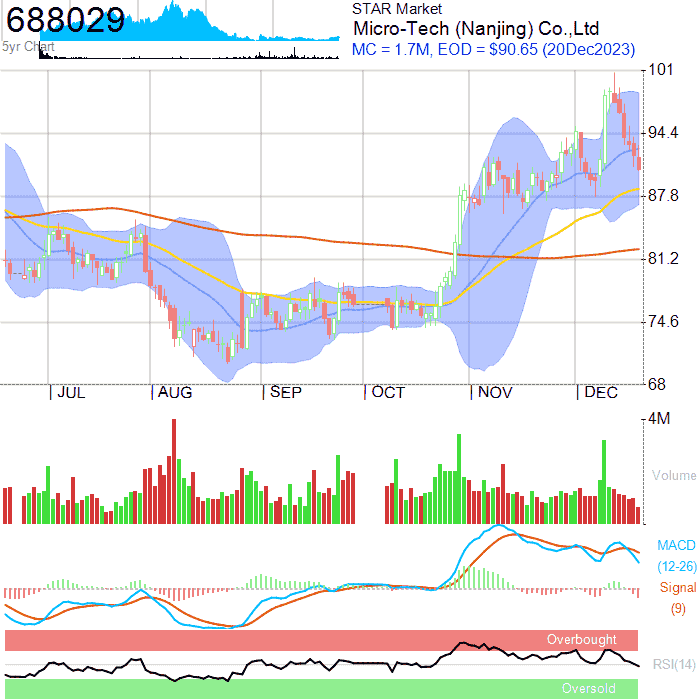 688029
5yr Chart
STAR Market
Micro-Tech (Nanjing) Co.,Ltd
MC = 1.7M, EOD = $90.65 (20Dec2023)
101
94.4
87.8
81.2
74.6
68
JUL AUG SEP OCT NOV DEC
4M
Volume
MACD
(12-26)
Signal
(9)
Overbought
RSI(14)
Oversold